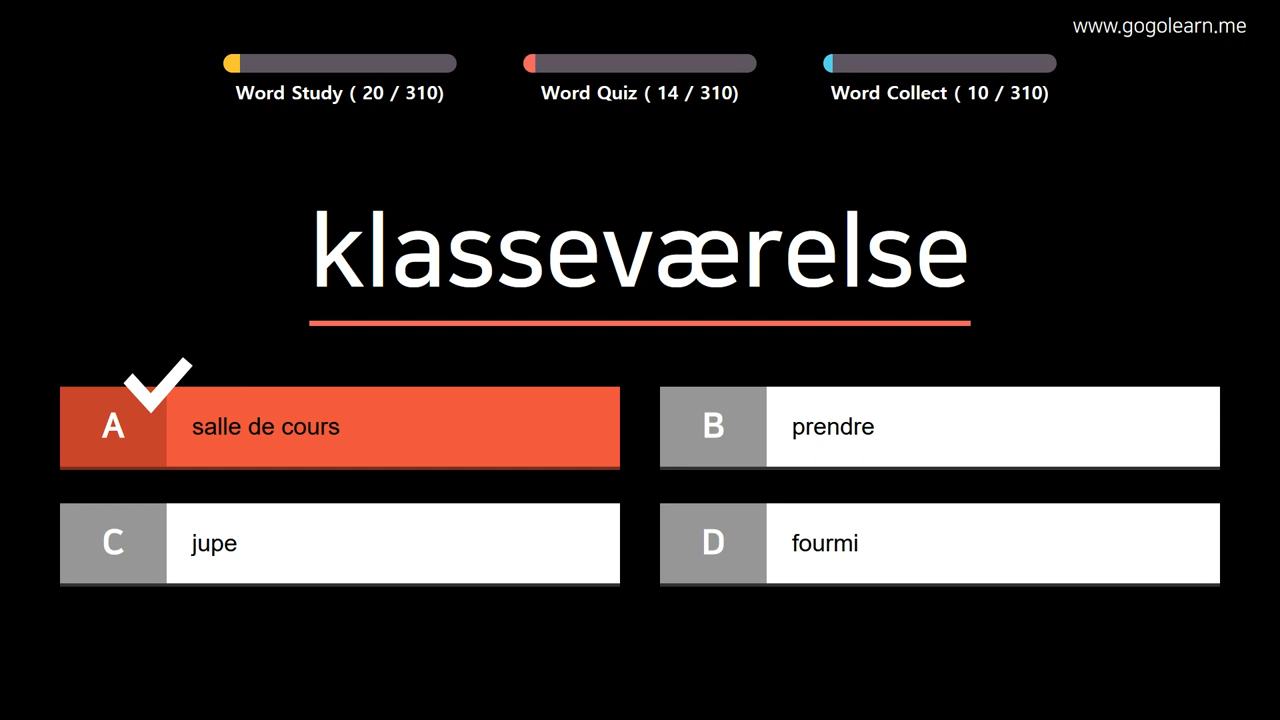 www.gogolearn.me
Word Study ( 20 / 310)
Word Quiz ( 14 / 310)
Word Collect ( 10 / 310)
klasseværelse
A salle de cours
B prendre
C jupe
D fourmi